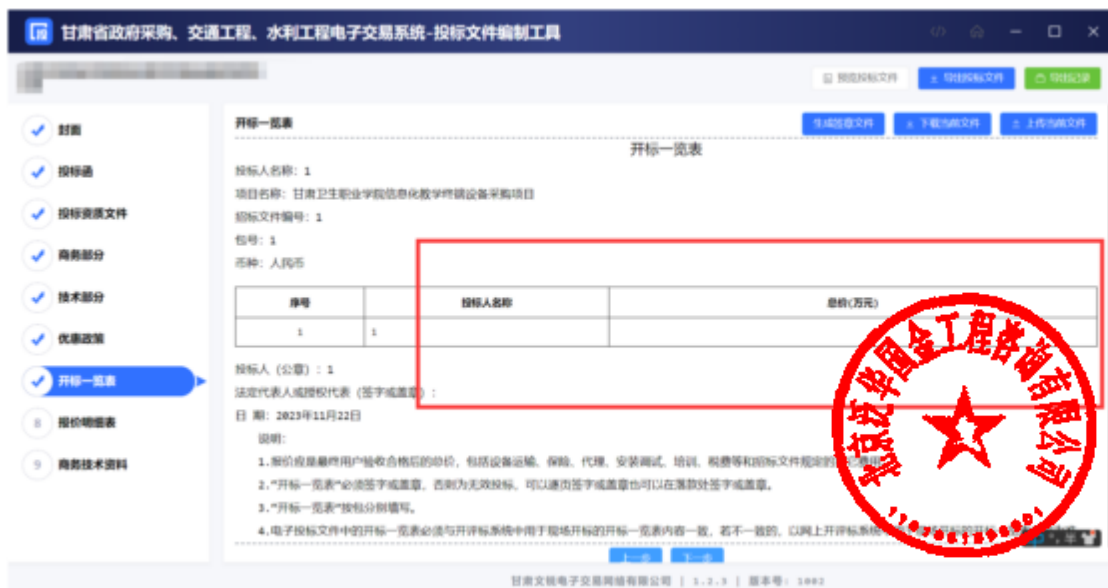 甘肃省政府采购、交通工程、水利工程电子交易系统-投标文件编制工具
预览投标文件 导出投标文件 导出记录
封面
投标函
投标资质文件
商务部分
技术部分
优惠政策
开标一览表
8 报价明细表
9 商务技术资料
开标一览表 生成签章文件 下载当前文件 上传当前文件
开标一览表
投标人名称: 1
项目名称: 甘肃卫生职业学院信息化教学终端设备采购项目
招标文件编号: 1
包号: 1
币种: 人民币
序号 投标人名称 总价(万元)
1 1
投标人 (公章) : 1
法定代表人或授权代表 (签字或盖章) :
日 期: 2023年11月22日
说明:
1.报价应是最终用户验收合格后的总价, 包括设备运输、保险、代理、安装调试、培训、税费等和招标文件规定的其它费用
2."开标一览表"必须签字或盖章, 否则为无效投标, 可以逐页签字或盖章也可以在落款处签字或盖章。
3."开标一览表"按包分别填写。
4.电子投标文件中的开标一览表必须与开评标系统中用于现场开标的开标一览表内容一致, 若不一致的, 以网上开评标系统
上一步 下一步
北京泛华国金工程咨询有限公司
甘肃文锐电子交易网络有限公司 | 1.2.3 | 版本号: 1002